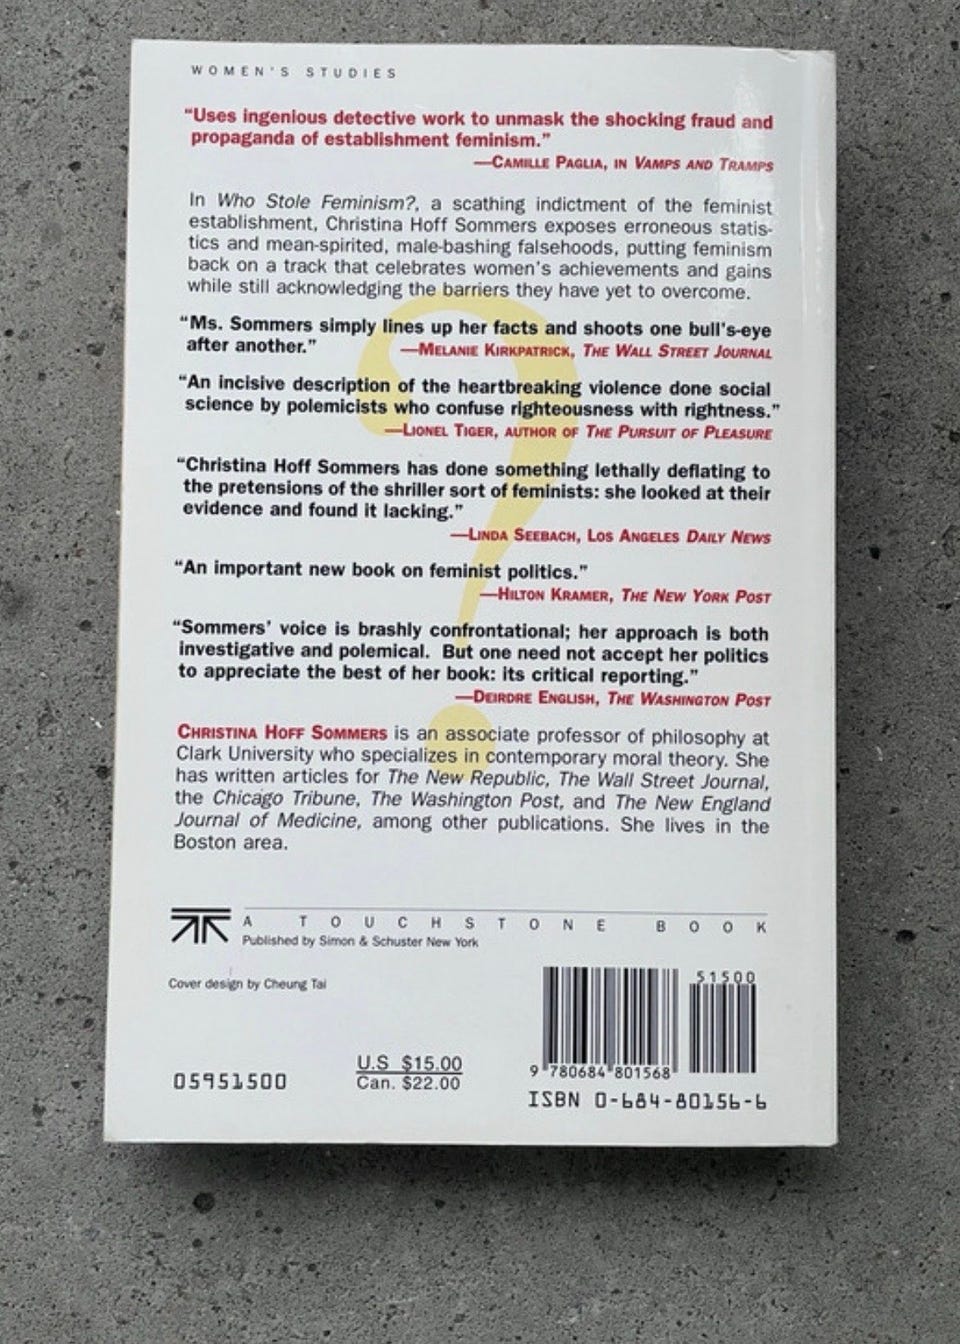 WOMEN'S STUDIES
“Uses ingenious detective work to unmask the shocking fraud and
propaganda of establishment feminism.”
—Camille Paglia, in Vamps and Tramps
In Who Stole Feminism?, a scathing indictment of the feminist
establishment, Christina Hoff Sommers exposes erroneous statis-
tics and mean-spirited, male-bashing falsehoods, putting feminism
back on a track that celebrates women's achievements and gains
while still acknowledging the barriers they have yet to overcome.
“Ms. Sommers simply lines up her facts and shoots one bull's-eye
after another.” —Melanie Kirkpatrick, The Wall Street Journal
“An incisive description of the heartbreaking violence done social
science by polemicists who confuse righteousness with rightness.”
—Lionel Tiger, author of The Pursuit of Pleasure
“Christina Hoff Sommers has done something lethally deflating to
the pretensions of the shriller sort of feminists: she looked at their
evidence and found it lacking.”
—Linda Seebach, Los Angeles Daily News
“An important new book on feminist politics.”
—Hilton Kramer, The New York Post
“Sommers' voice is brashly confrontational; her approach is both
investigative and polemical. But one need not accept her politics
to appreciate the best of her book: its critical reporting.”
—Deirdre English, The Washington Post
Christina Hoff Sommers is an associate professor of philosophy at
Clark University who specializes in contemporary moral theory. She
has written articles for The New Republic, The Wall Street Journal,
the Chicago Tribune, The Washington Post, and The New England
Journal of Medicine, among other publications. She lives in the
Boston area.
A TOUCHSTONE BOOK
Published by Simon & Schuster New York
Cover design by Cheung Tai
51500
9 780684 801568
U.S $15.00
Can. $22.00
05951500
ISBN 0-684-80156-6